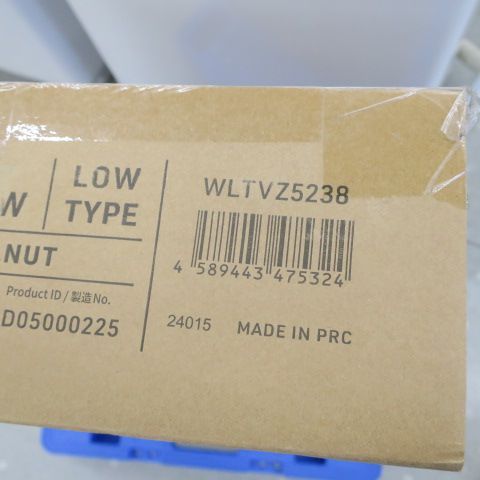 W
LOW
TYPE
NUT
Product ID / 製造No.
D05000225
WLTVZ5238
4 589443 475324
24015 MADE IN PRC